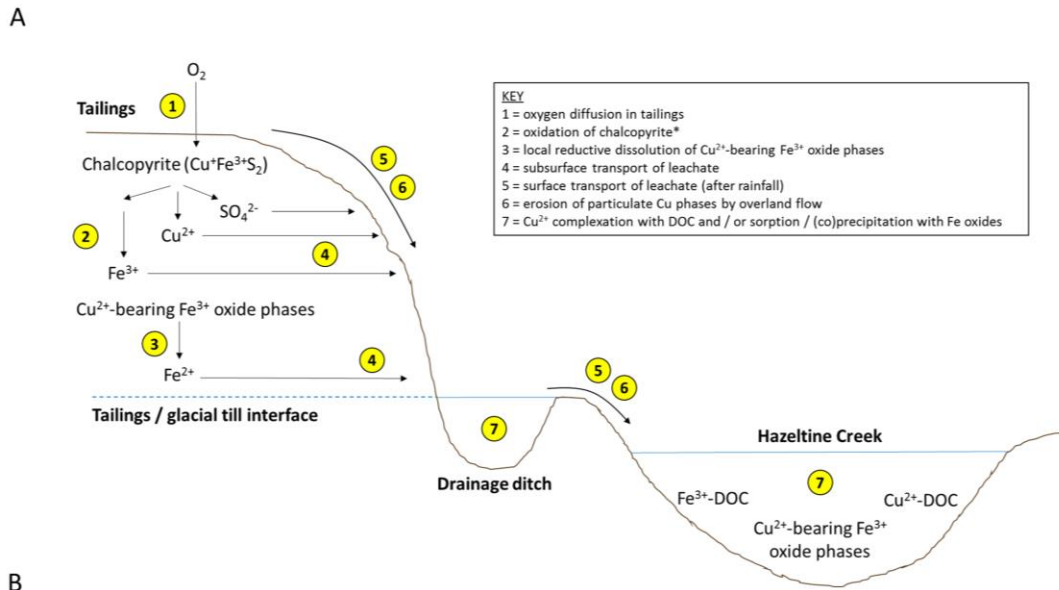 A
O₂
1
Tailings
Chalcopyrite (Cu⁺Fe³⁺S₂)
SO₄²⁻
Cu²⁺
2
Fe³⁺
4
5
6
Cu²⁺-bearing Fe³⁺ oxide phases
3
Fe²⁺
4
Tailings / glacial till interface
KEY
1 = oxygen diffusion in tailings
2 = oxidation of chalcopyrite*
3 = local reductive dissolution of Cu²⁺-bearing Fe³⁺ oxide phases
4 = subsurface transport of leachate
5 = surface transport of leachate (after rainfall)
6 = erosion of particulate Cu phases by overland flow
7 = Cu²⁺ complexation with DOC and / or sorption / (co)precipitation with Fe oxides
5
6
7
Drainage ditch
Hazeltine Creek
7
Fe³⁺-DOC
Cu²⁺-DOC
Cu²⁺-bearing Fe³⁺
oxide phases
B